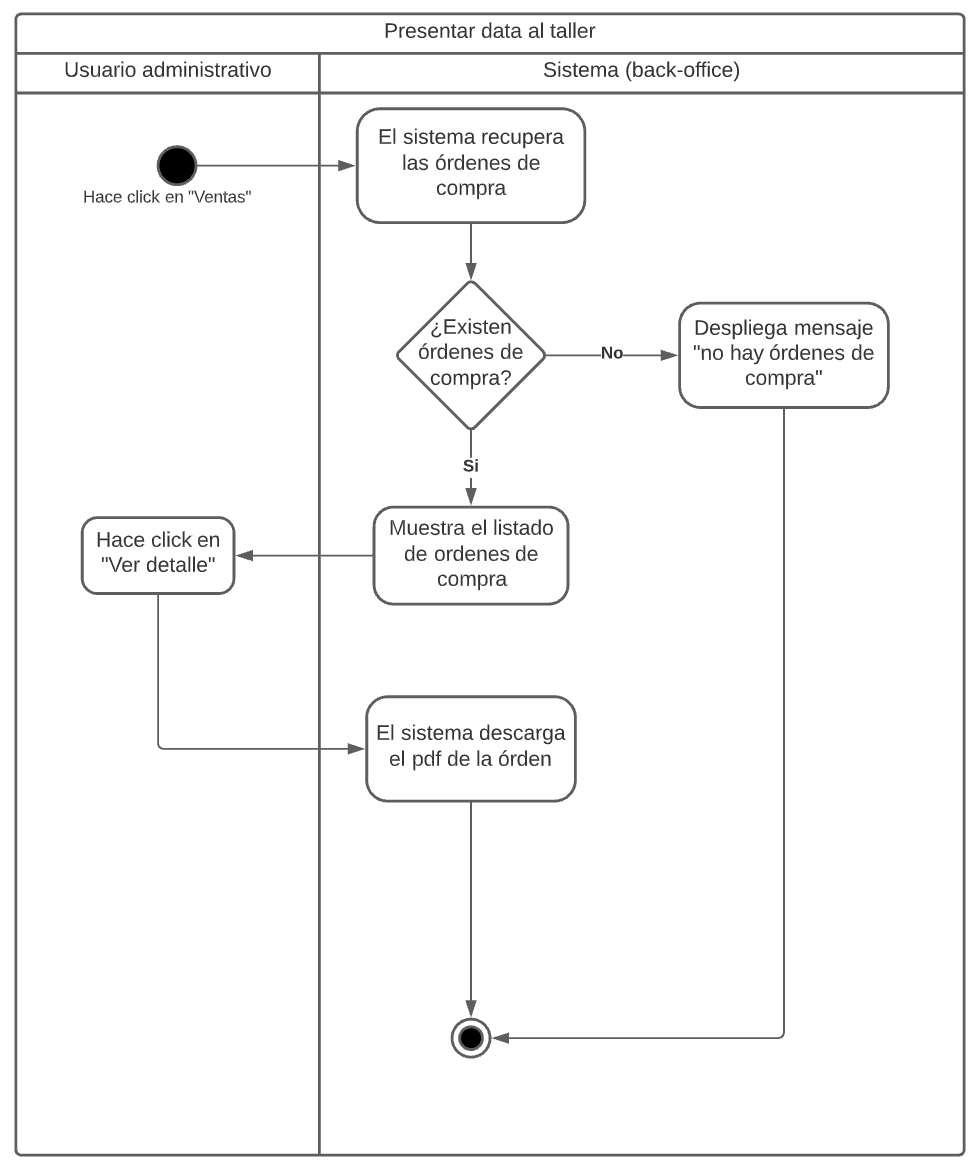 Presentar data al taller
Usuario administrativo
Sistema (back-office)
El sistema recupera
las órdenes de
compra
Hace click en "Ventas"
¿Existen
órdenes de
compra?
No
Despliega mensaje
"no hay órdenes de
compra"
Si
Muestra el listado
de ordenes de
compra
Hace click en
"Ver detalle"
El sistema descarga
el pdf de la órden